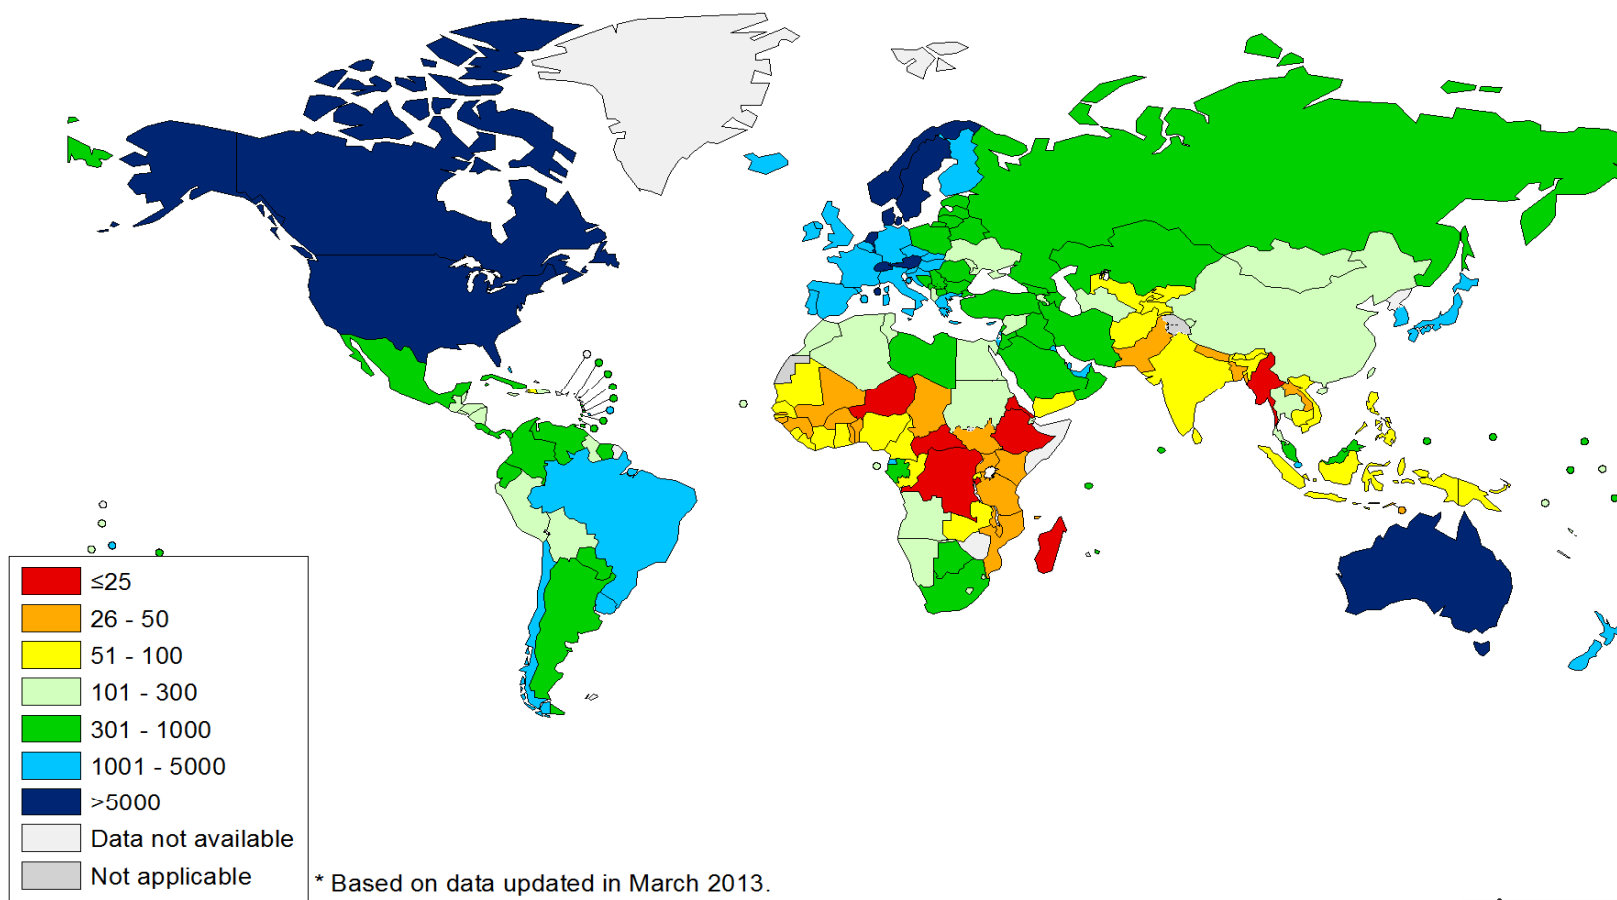 ≤25
26 - 50
51 - 100
101 - 300
301 - 1000
1001 - 5000
>5000
Data not available
Not applicable
* Based on data updated in March 2013.